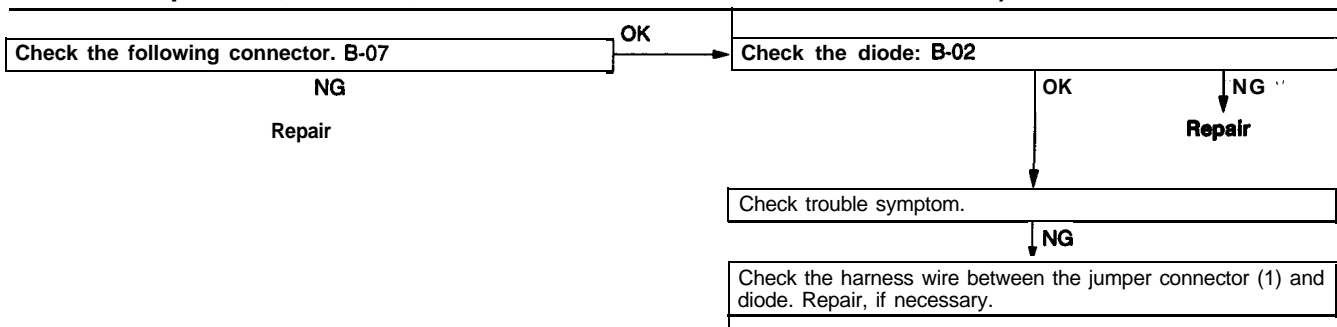 OK
Check the following connector. B-07
Check the diode: B-02
NG
OK
NG
Repair
Repair
Check trouble symptom.
NG
Check the harness wire between the jumper connector (1) and
diode. Repair, if necessary.